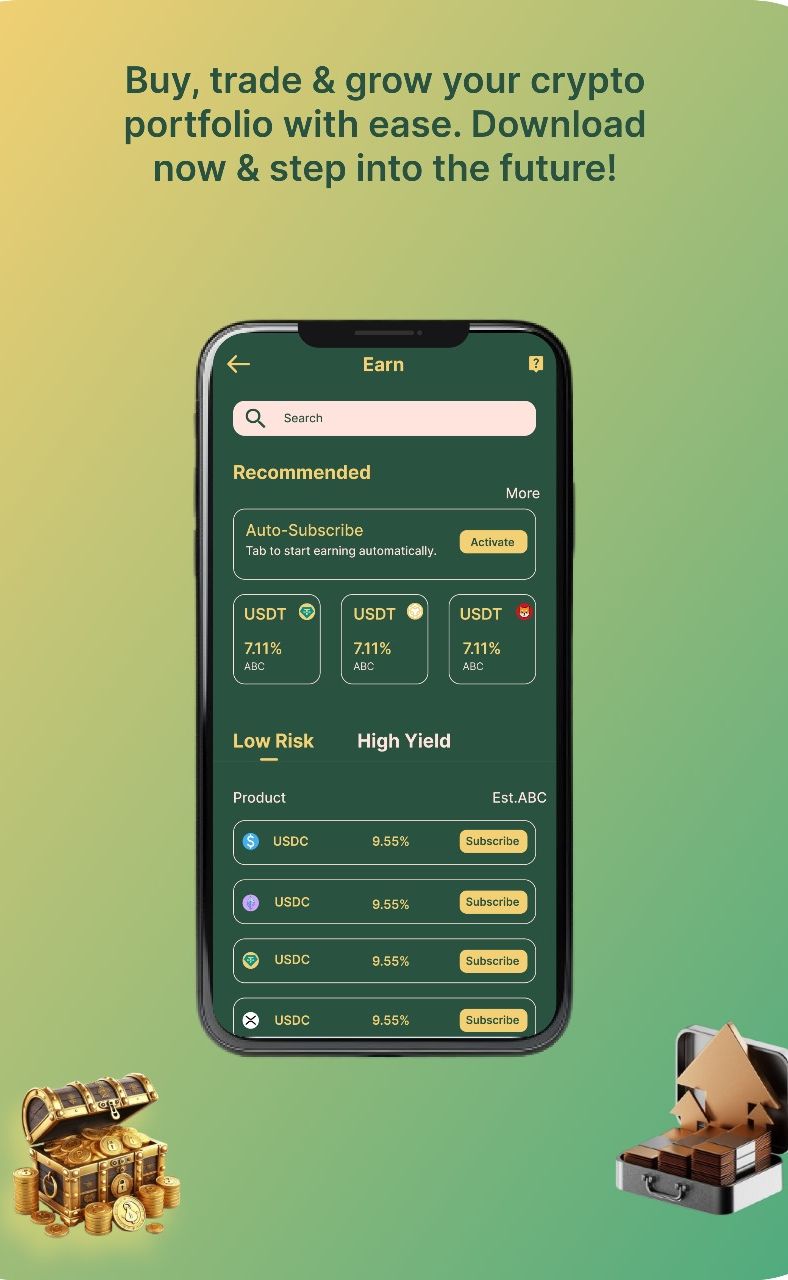 Buy, trade & grow your crypto
portfolio with ease. Download
now & step into the future!
Earn
?
Search
Recommended
More
Auto-Subscribe
Tab to start earning automatically.
Activate
USDT
USDT
USDT
7.11%
7.11%
7.11%
ABC
ABC
ABC
Low Risk
High Yield
Product
Est.ABC
$
USDC
9.55%
Subscribe
USDC
9.55%
Subscribe
USDC
9.55%
Subscribe
USDC
9.55%
Subscribe